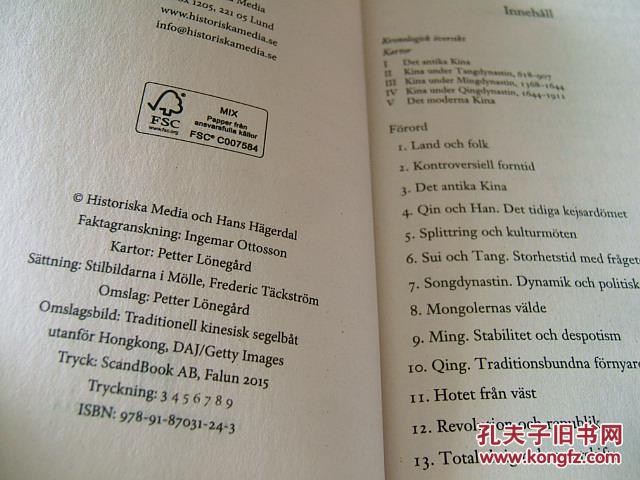 Media
Box 1205, 221 05 Lund
www.historiskamedia.se
info@historiskamedia.se
FSC
www.fsc.org
MIX
Papper från
ansvarsfulla källor
FSC® C007584
© Historiska Media och Hans Hägerdal
Faktagranskning: Ingemar Ottosson
Kartor: Petter Lönegård
Sättning: Stilbildarna i Mölle, Frederic Täckström
Omslag: Petter Lönegård
Omslagsbild: Traditionell kinesisk segelbåt
utanför Hongkong, DAJ/Getty Images
Tryck: ScandBook AB, Falun 2015
Tryckning: 3 4 5 6 7 8 9
ISBN: 978-91-87031-24-3
Innehåll
Kronologisk översikt
Kartor
I Det antika Kina
II Kina under Tangdynastin, 618-907
III Kina under Mingdynastin, 1368-1644
IV Kina under Qingdynastin, 1644-1911
V Det moderna Kina
Förord
1. Land och folk
2. Kontroversiell forntid
3. Det antika Kina
4. Qin och Han. Det tidiga kejsardömet
5. Splittring och kulturmöten
6. Sui och Tang. Storhetstid med fråget
7. Songdynastin. Dynamik och politisk
8. Mongolernas välde
9. Ming. Stabilitet och despotism
10. Qing. Traditionsbundna förnyar
11. Hotet från väst
12. Revolution och republik
13. Total
孔夫子旧书网
www.kongfz.com